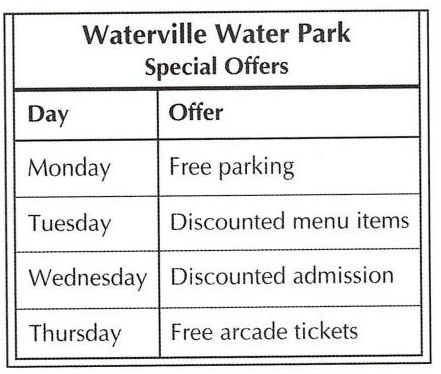 Waterville Water Park
Special Offers
Day Offer
Monday Free parking
Tuesday Discounted menu items
Wednesday Discounted admission
Thursday Free arcade tickets